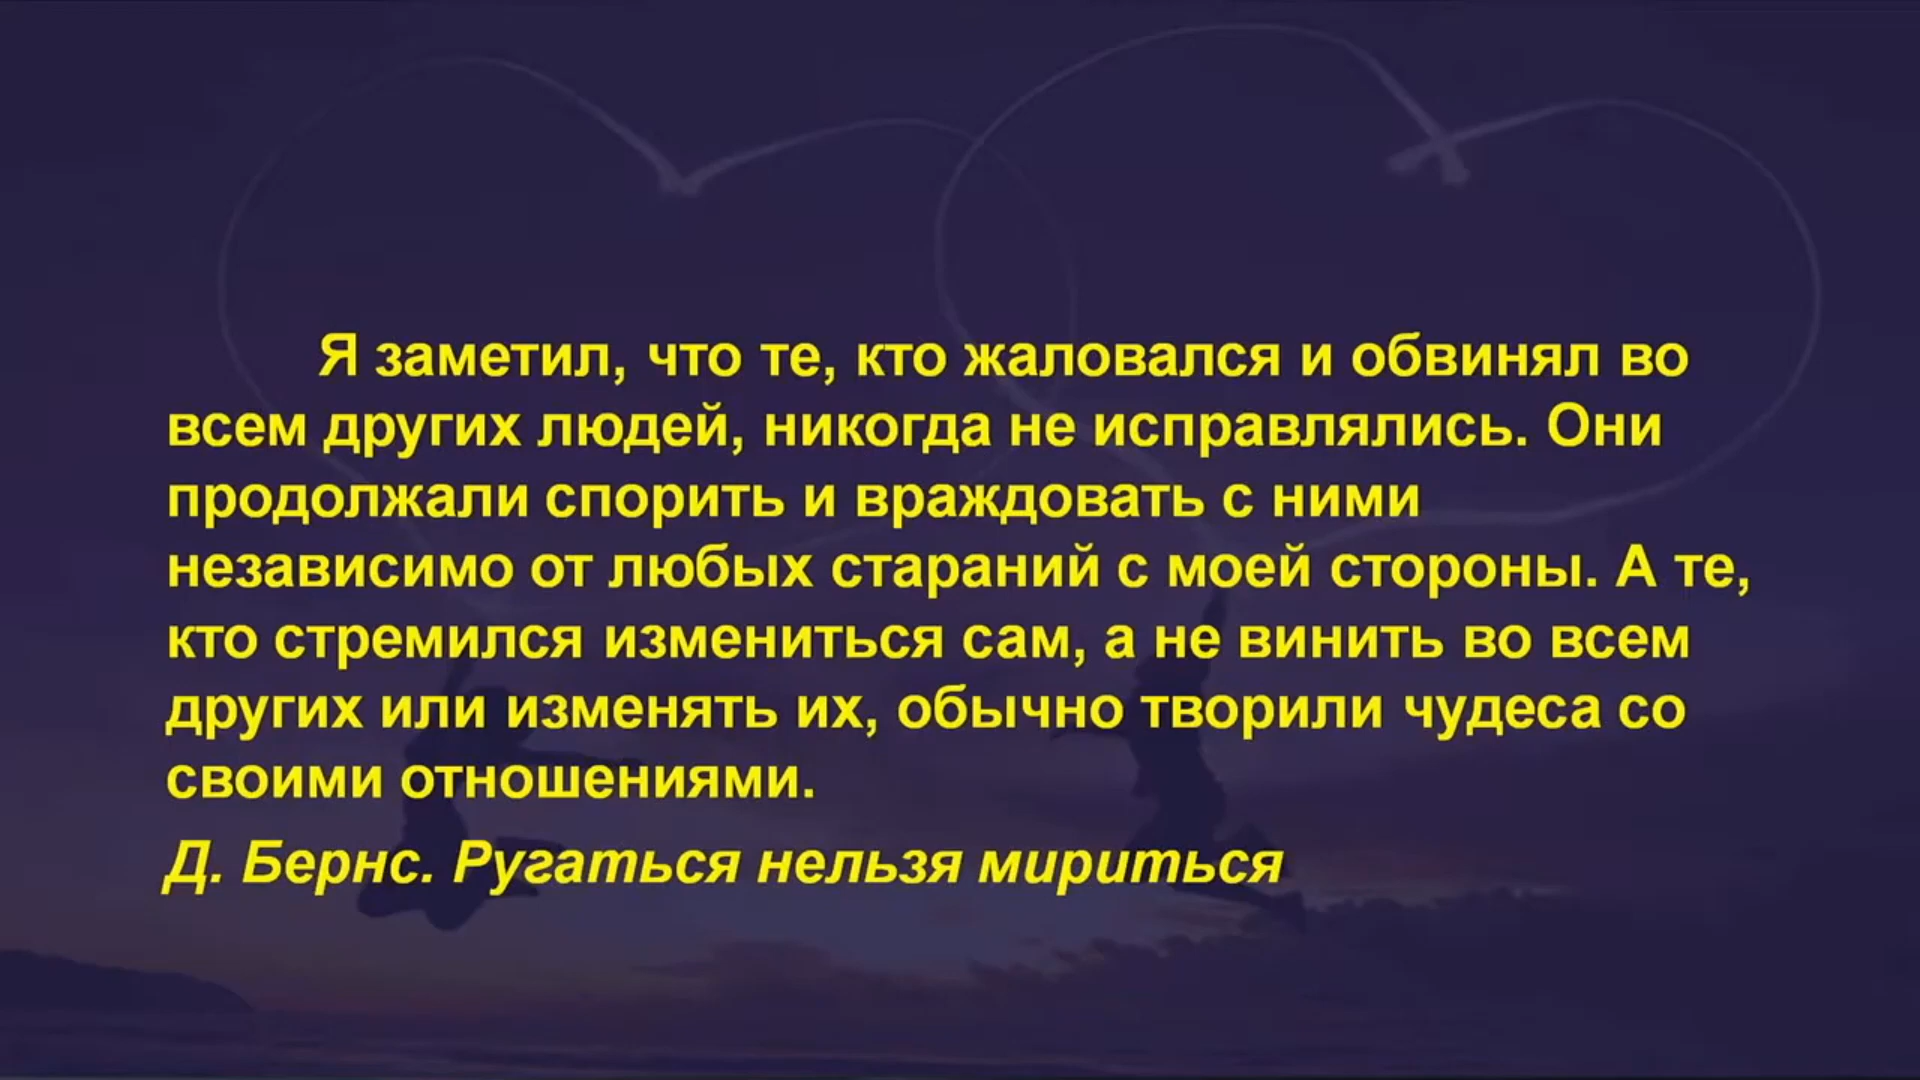 Я заметил, что те, кто жаловался и обвинял во
всем других людей, никогда не исправлялись. Они
продолжали спорить и враждовать с ними
независимо от любых стараний с моей стороны. А те,
кто стремился измениться сам, а не винить во всем
других или изменять их, обычно творили чудеса со
своими отношениями.
Д. Бернс. Ругаться нельзя мириться